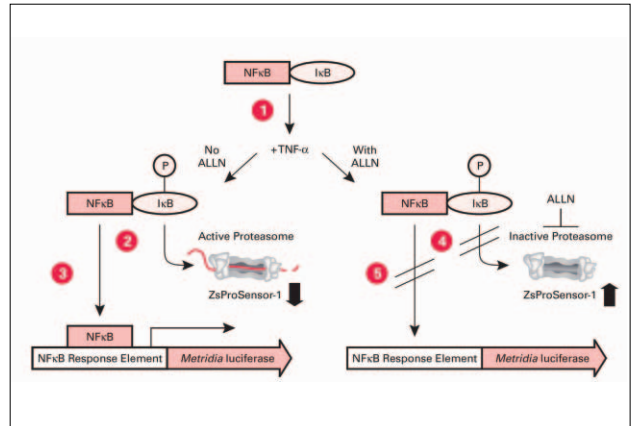 NFκB IκB
1
+TNF-α
No
ALLN
With
ALLN
P
NFκB IκB
2
Active Proteasome
3
ZsProSensor-1
NFκB
NFκB Response Element Metridia luciferase
P
NFκB IκB
ALLN
4
Inactive Proteasome
5
ZsProSensor-1
NFκB Response Element Metridia luciferase